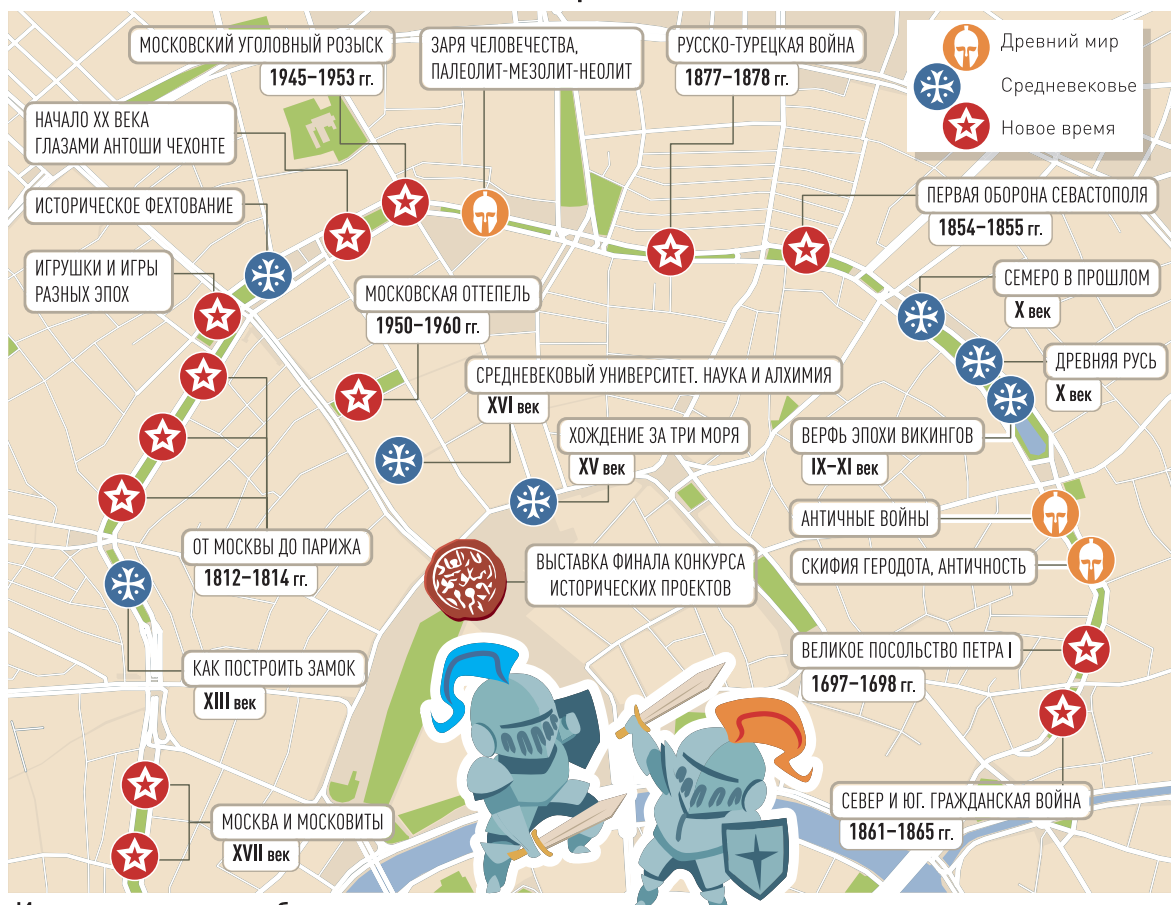 МОСКОВСКИЙ УГОЛОВНЫЙ РОЗЫСК
1945–1953 гг.
ЗАРЯ ЧЕЛОВЕЧЕСТВА,
ПАЛЕОЛИТ-МЕЗОЛИТ-НЕОЛИТ
РУССКО-ТУРЕЦКАЯ ВОЙНА
1877–1878 гг.
Древний мир
Средневековье
Новое время
НАЧАЛО XX ВЕКА
ГЛАЗАМИ АНТОШИ ЧЕХОНТЕ
ИСТОРИЧЕСКОЕ ФЕХТОВАНИЕ
ПЕРВАЯ ОБОРОНА СЕВАСТОПОЛЯ
1854–1855 гг.
ИГРУШКИ И ИГРЫ
РАЗНЫХ ЭПОХ
МОСКОВСКАЯ ОТТЕПЕЛЬ
1950–1960 гг.
СЕМЕРО В ПРОШЛОМ
X век
ДРЕВНЯЯ РУСЬ
X век
СРЕДНЕВЕКОВЫЙ УНИВЕРСИТЕТ. НАУКА И АЛХИМИЯ
XVI век
ХОЖДЕНИЕ ЗА ТРИ МОРЯ
XV век
ВЕРФЬ ЭПОХИ ВИКИНГОВ
IX–XI век
АНТИЧНЫЕ ВОЙНЫ
ОТ МОСКВЫ ДО ПАРИЖА
1812–1814 гг.
ВЫСТАВКА ФИНАЛА КОНКУРСА
ИСТОРИЧЕСКИХ ПРОЕКТОВ
СКИФИЯ ГЕРОДОТА, АНТИЧНОСТЬ
КАК ПОСТРОИТЬ ЗАМОК
XIII век
ВЕЛИКОЕ ПОСОЛЬСТВО ПЕТРА I
1697–1698 гг.
МОСКВА И МОСКОВИТЫ
XVII век
СЕВЕР И ЮГ. ГРАЖДАНСКАЯ ВОЙНА
1861–1865 гг.